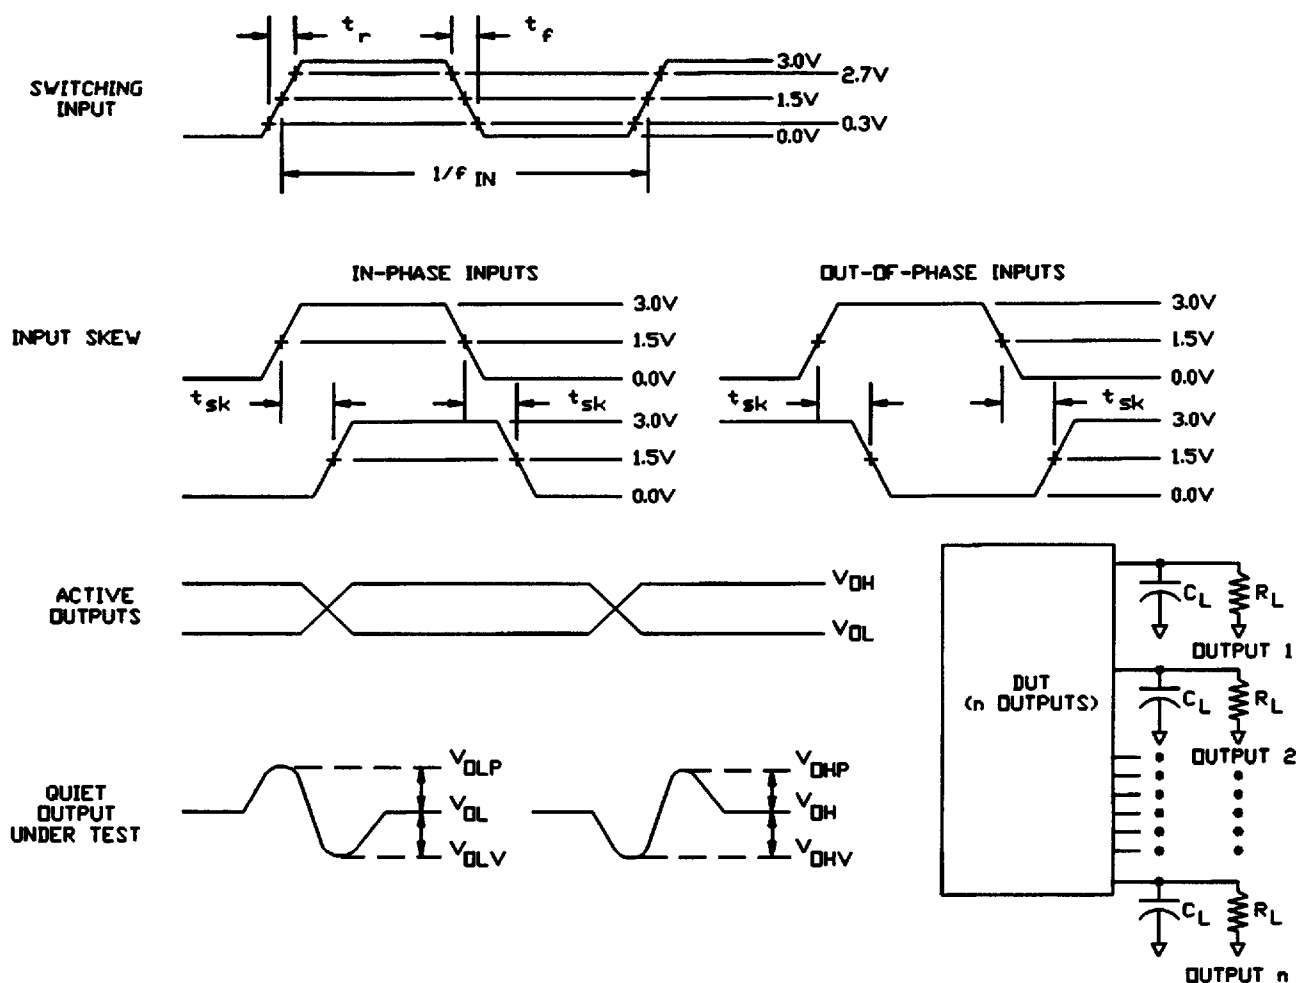 t r
t f
SWITCHING
INPUT
3.0V
2.7V
1.5V
0.3V
0.0V
1/f IN
IN-PHASE INPUTS
OUT-OF-PHASE INPUTS
INPUT SKEW
3.0V
1.5V
0.0V
t sk
t sk
3.0V
1.5V
0.0V
3.0V
1.5V
0.0V
t sk
t sk
3.0V
1.5V
0.0V
ACTIVE
OUTPUTS
V OH
V OL
QUIET
OUTPUT
UNDER TEST
V OLP
V OL
V OLV
V OHP
V OH
V OHV
DUT
(n OUTPUTS)
C L
R L
OUTPUT 1
C L
R L
OUTPUT 2
C L
R L
OUTPUT n